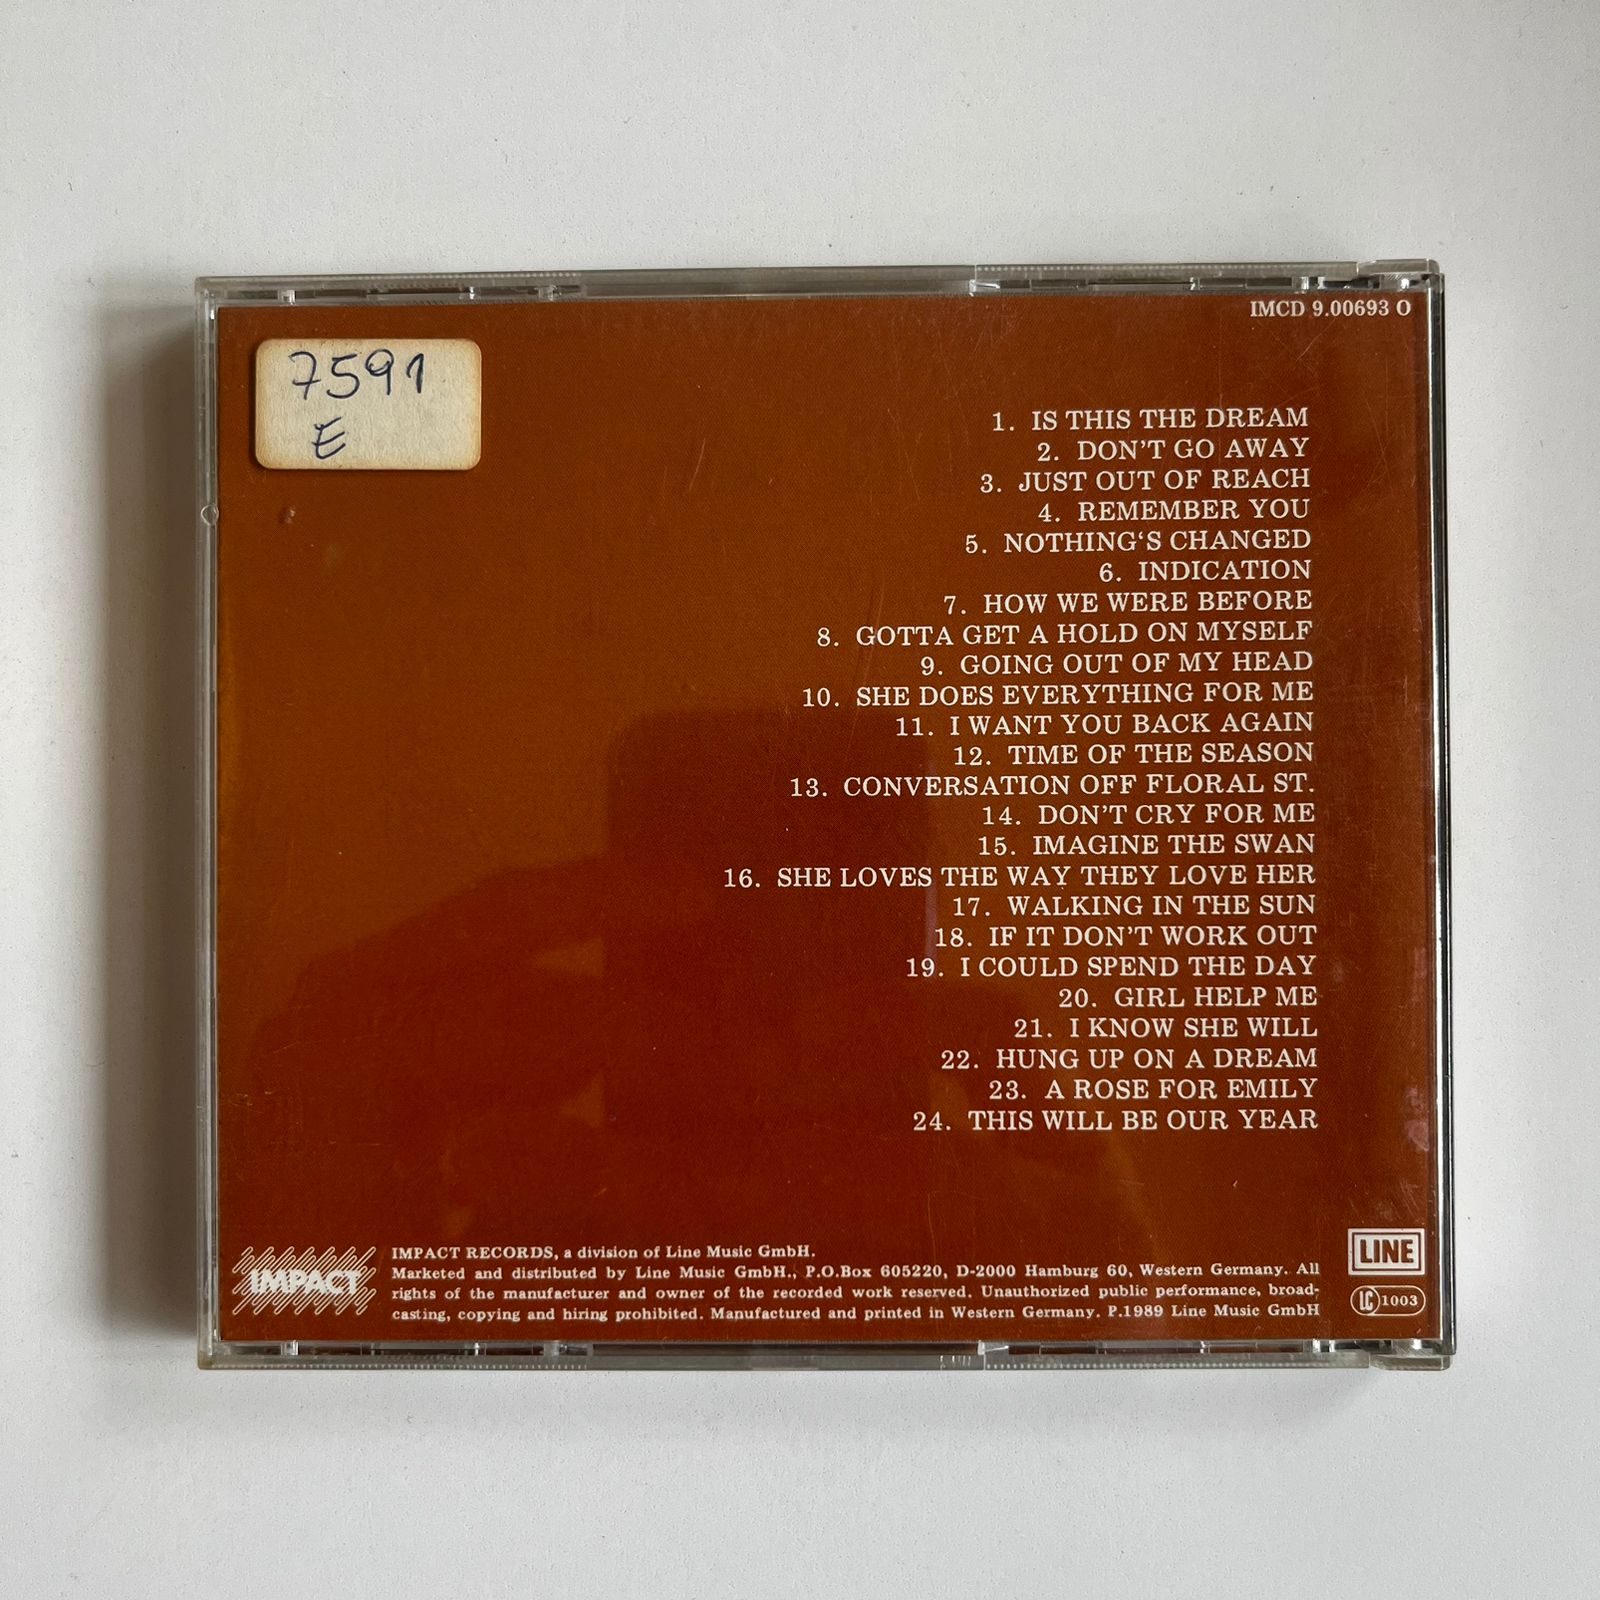 IMCD 9.00693 O
7591
E
1. IS THIS THE DREAM
2. DON'T GO AWAY
3. JUST OUT OF REACH
4. REMEMBER YOU
5. NOTHING‘S CHANGED
6. INDICATION
7. HOW WE WERE BEFORE
8. GOTTA GET A HOLD ON MYSELF
9. GOING OUT OF MY HEAD
10. SHE DOES EVERYTHING FOR ME
11. I WANT YOU BACK AGAIN
12. TIME OF THE SEASON
13. CONVERSATION OFF FLORAL ST.
14. DON'T CRY FOR ME
15. IMAGINE THE SWAN
16. SHE LOVES THE WAY THEY LOVE HER
17. WALKING IN THE SUN
18. IF IT DON'T WORK OUT
19. I COULD SPEND THE DAY
20. GIRL HELP ME
21. I KNOW SHE WILL
22. HUNG UP ON A DREAM
23. A ROSE FOR EMILY
24. THIS WILL BE OUR YEAR
IMPACT
IMPACT RECORDS, a division of Line Music GmbH.
Marketed and distributed by Line Music GmbH., P.O.Box 605220, D-2000 Hamburg 60, Western Germany. All
rights of the manufacturer and owner of the recorded work reserved. Unauthorized public performance, broad-
casting, copying and hiring prohibited. Manufactured and printed in Western Germany. P.1989 Line Music GmbH
LINE
LC 1003